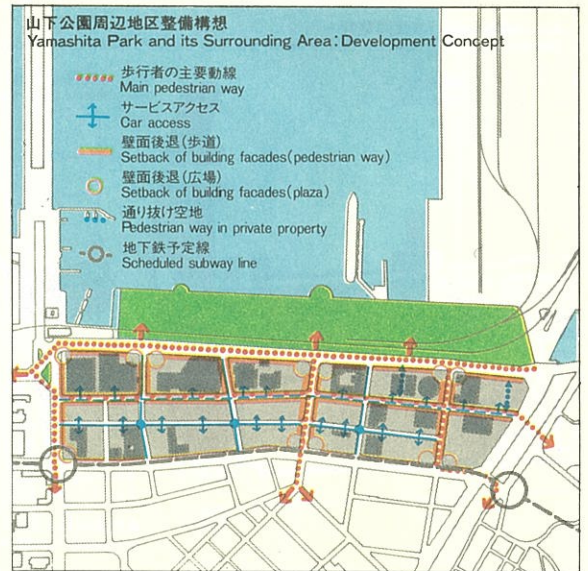 山下公園周辺地区整備構想
Yamashita Park and its Surrounding Area: Development Concept
歩行者の主要動線
Main pedestrian way
サービスアクセス
Car access
壁面後退(歩道)
Setback of building facades(pedestrian way)
壁面後退(広場)
Setback of building facades(plaza)
通り抜け空地
Pedestrian way in private property
地下鉄予定線
Scheduled subway line